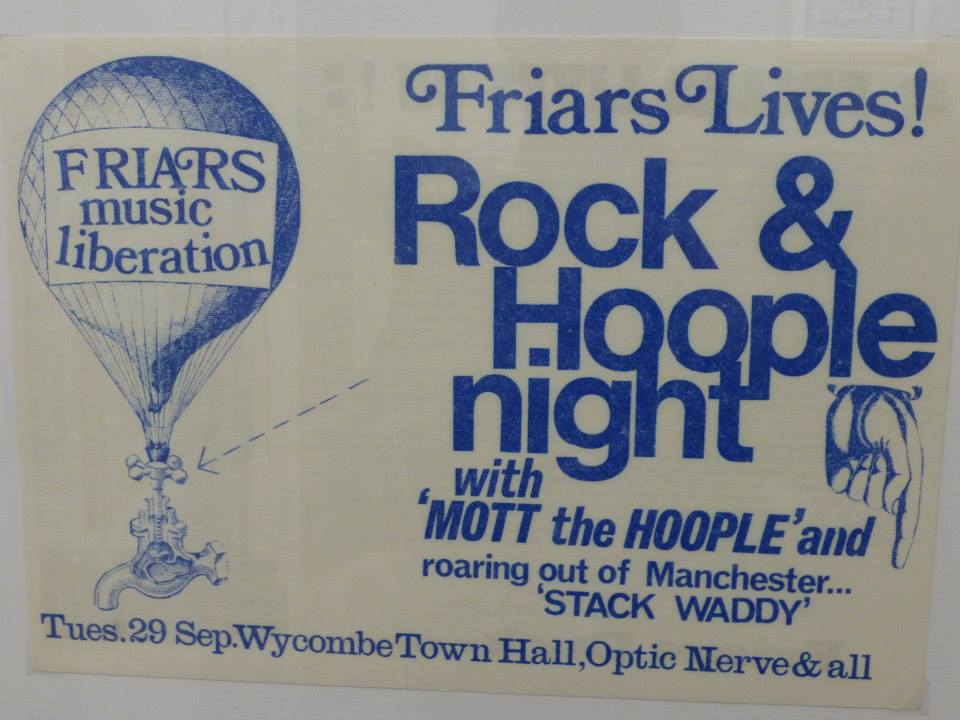 FRIARS
music
liberation
Friars Lives!
Rock &
Hoople
night
with
'MOTT the HOOPLE' and
roaring out of Manchester...
'STACK WADDY'
Tues.29 Sep.Wycombe Town Hall,Optic Nerve & all